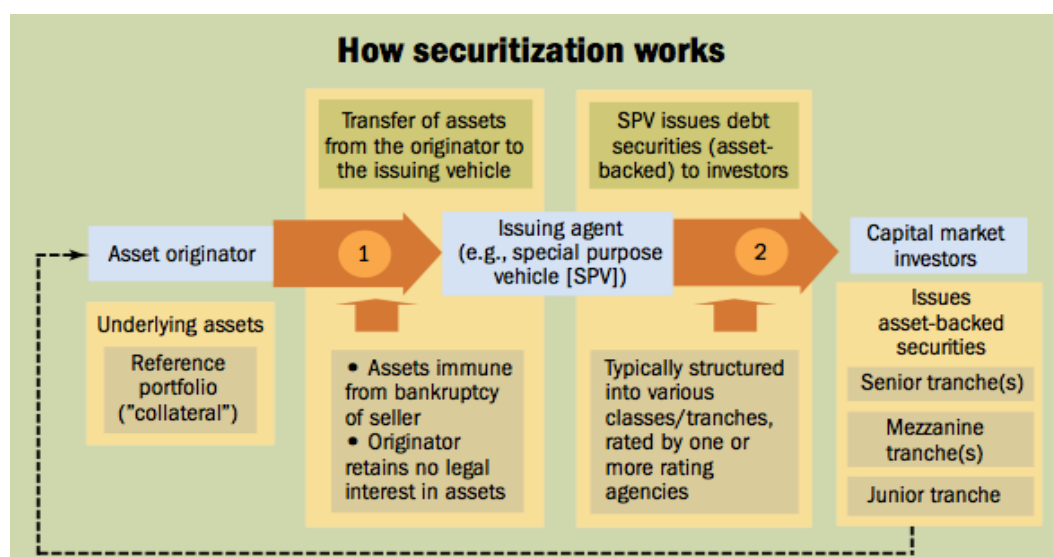 How securitization works
Transfer of assets
from the originator to
the issuing vehicle
SPV issues debt
securities (asset-
backed) to investors
Asset originator
1
Issuing agent
(e.g., special purpose
vehicle [SPV])
2
Capital market
investors
Underlying assets
Reference
portfolio
("collateral")
• Assets immune
from bankruptcy
of seller
• Originator
retains no legal
interest in assets
Typically structured
into various
classes/tranches,
rated by one or
more rating
agencies
Issues
asset-backed
securities
Senior tranche(s)
Mezzanine
tranche(s)
Junior tranche